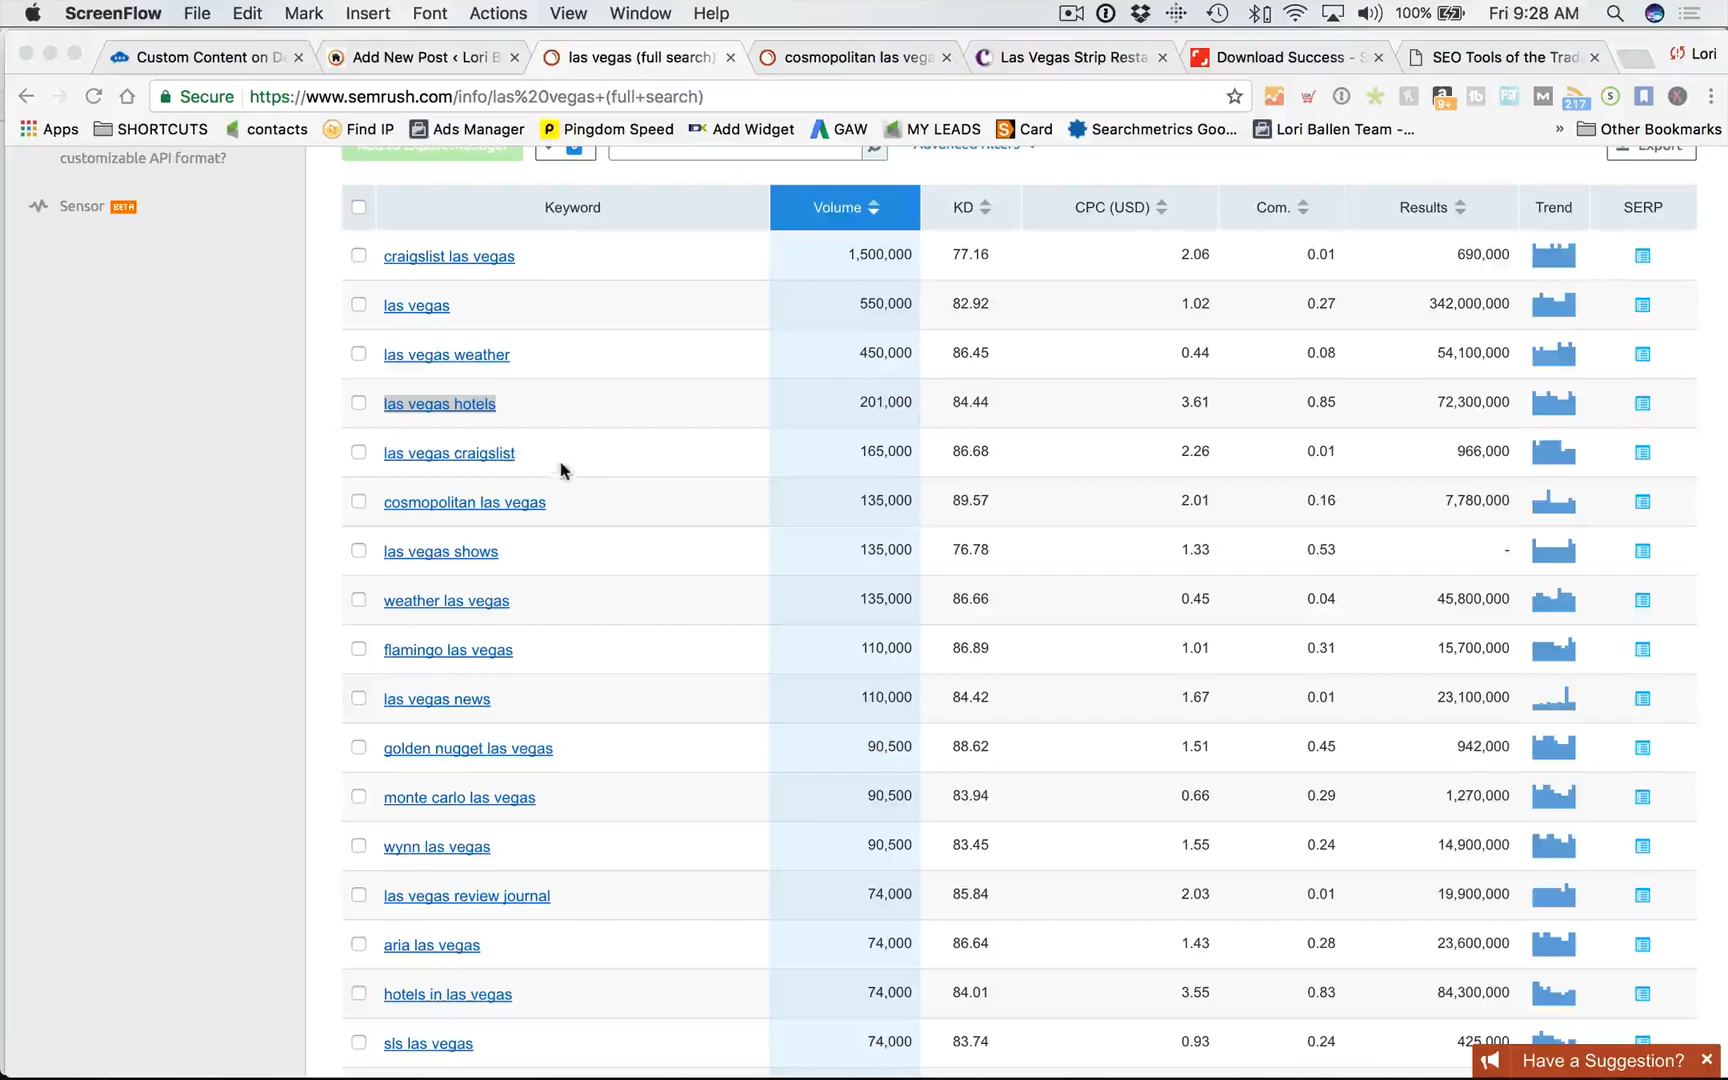 ScreenFlow File Edit Mark Insert Font Actions View Window Help 100% Fri 9:28 AM
Custom Content on De Add New Post ‹ Lori B las vegas (full search) cosmopolitan las vega Las Vegas Strip Resta Download Success - S SEO Tools of the Trad Lori
Secure https://www.semrush.com/info/las%20vegas+(full+search) 9+ 217
Apps SHORTCUTS contacts Find IP Ads Manager Pingdom Speed Add Widget GAW MY LEADS Card Searchmetrics Goo... Lori Ballen Team -... » Other Bookmarks
customizable API format? Add to Export Manager Advanced filters Export
Sensor BETA
Keyword Volume KD CPC (USD) Com. Results Trend SERP
craigslist las vegas 1,500,000 77.16 2.06 0.01 690,000
las vegas 550,000 82.92 1.02 0.27 342,000,000
las vegas weather 450,000 86.45 0.44 0.08 54,100,000
las vegas hotels 201,000 84.44 3.61 0.85 72,300,000
las vegas craigslist 165,000 86.68 2.26 0.01 966,000
cosmopolitan las vegas 135,000 89.57 2.01 0.16 7,780,000
las vegas shows 135,000 76.78 1.33 0.53 -
weather las vegas 135,000 86.66 0.45 0.04 45,800,000
flamingo las vegas 110,000 86.89 1.01 0.31 15,700,000
las vegas news 110,000 84.42 1.67 0.01 23,100,000
golden nugget las vegas 90,500 88.62 1.51 0.45 942,000
monte carlo las vegas 90,500 83.94 0.66 0.29 1,270,000
wynn las vegas 90,500 83.45 1.55 0.24 14,900,000
las vegas review journal 74,000 85.84 2.03 0.01 19,900,000
aria las vegas 74,000 86.64 1.43 0.28 23,600,000
hotels in las vegas 74,000 84.01 3.55 0.83 84,300,000
sls las vegas 74,000 83.74 0.93 0.24 425,000
Have a Suggestion?